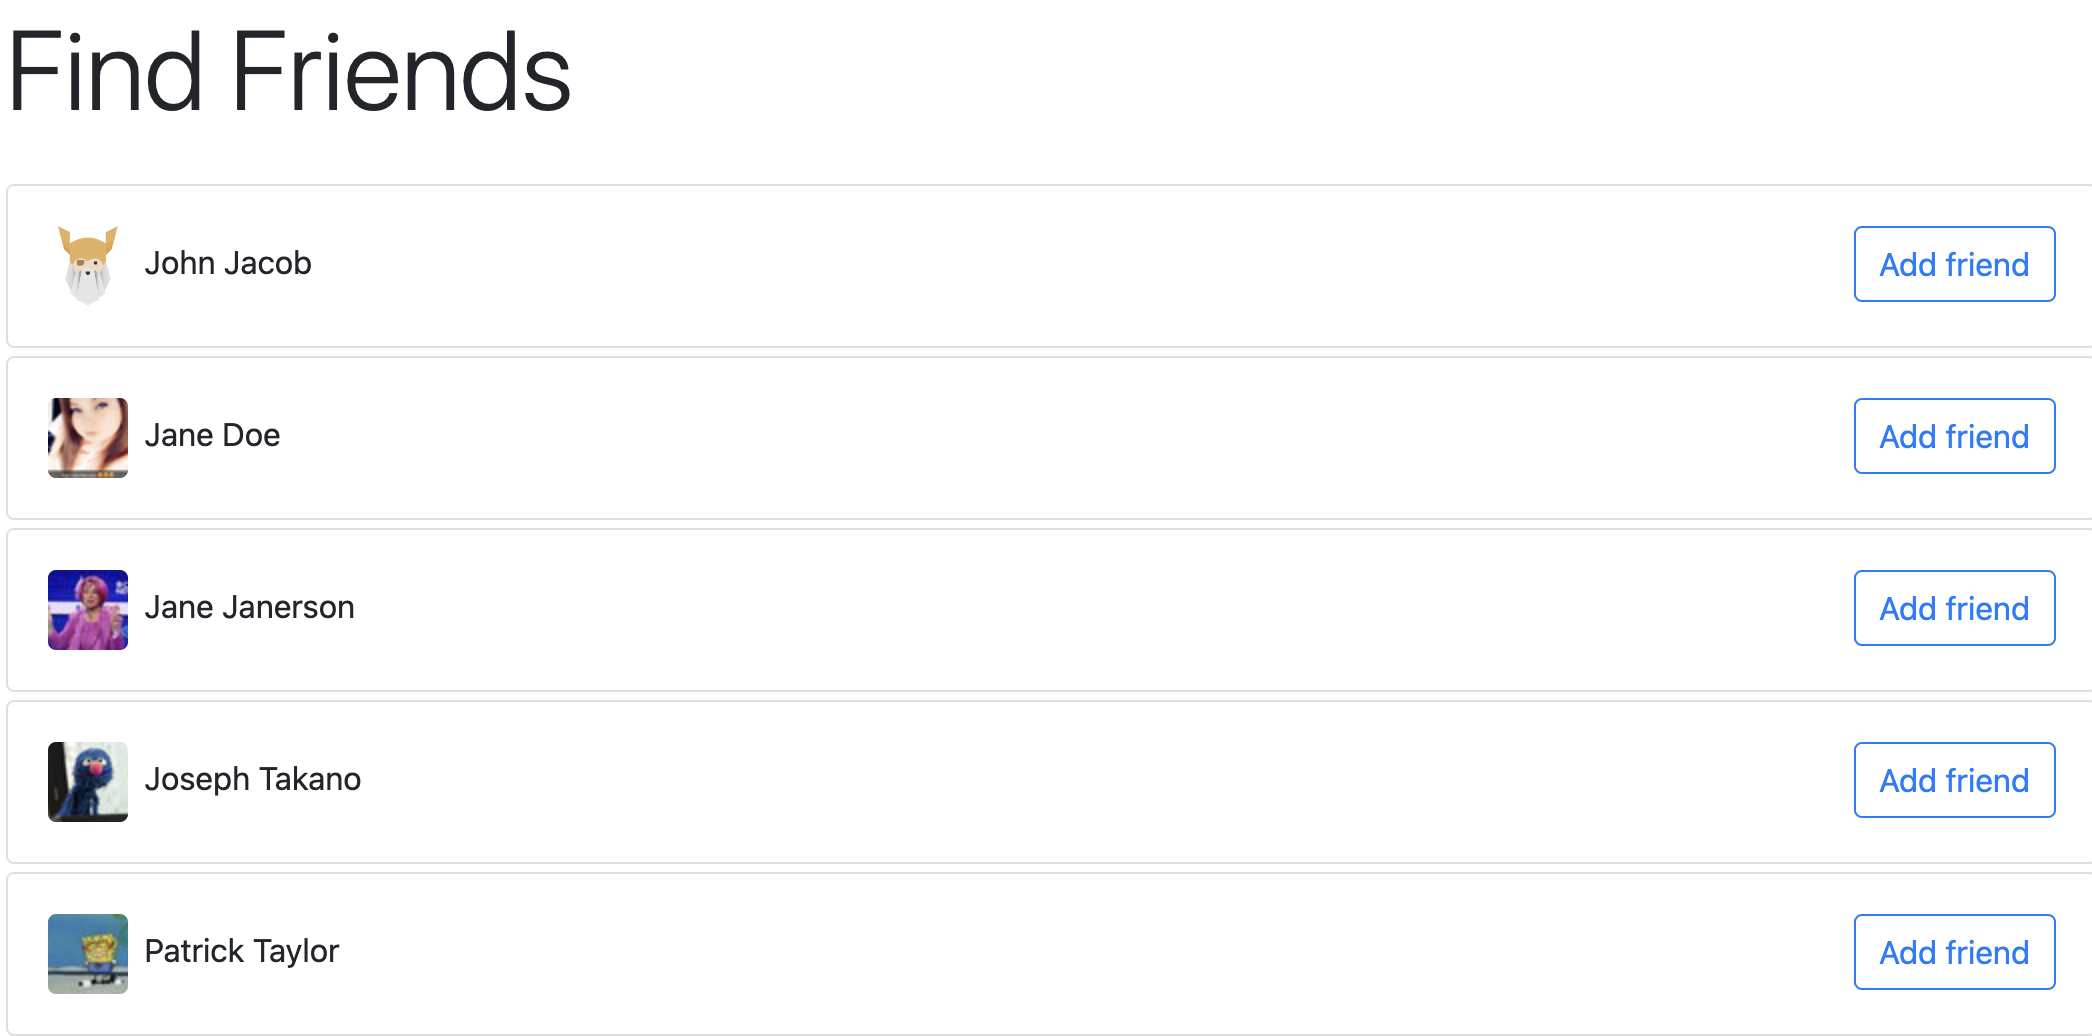 Find Friends
John Jacob
Add friend
Jane Doe
Add friend
Jane Janerson
Add friend
Joseph Takano
Add friend
Patrick Taylor
Add friend